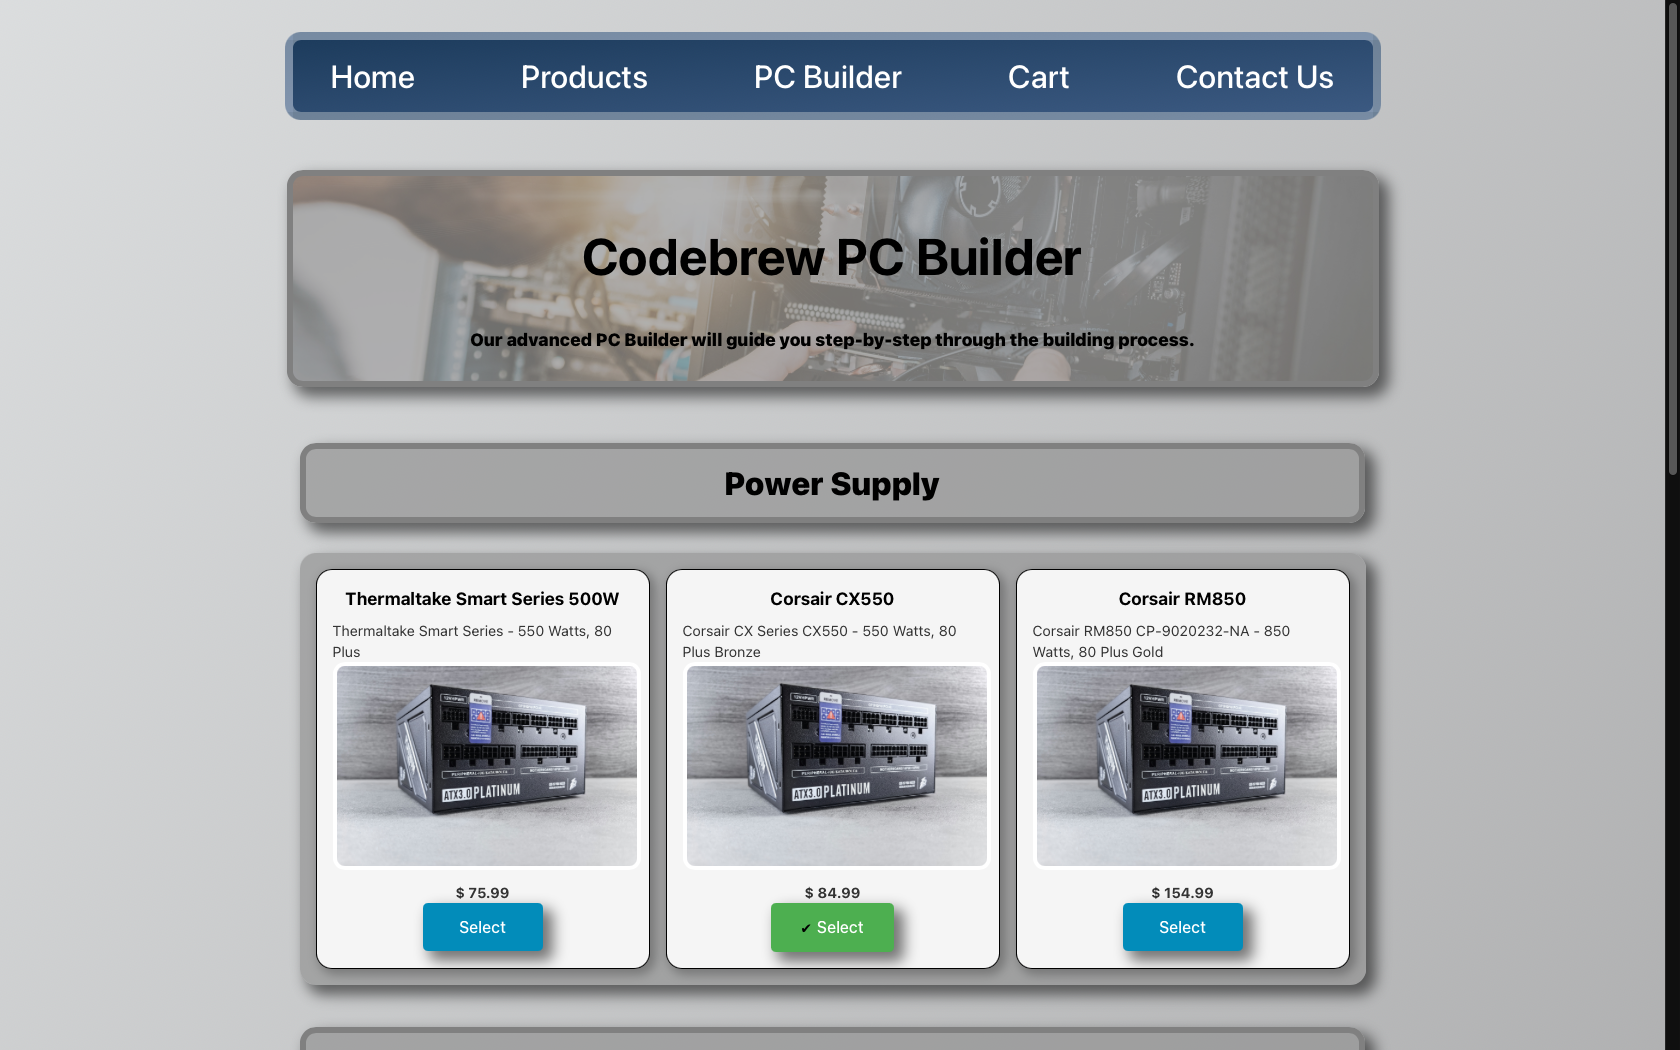 Home Products PC Builder Cart Contact Us
Codebrew PC Builder
Our advanced PC Builder will guide you step-by-step through the building process.
Power Supply
Thermaltake Smart Series 500W
Thermaltake Smart Series - 550 Watts, 80
Plus
ATX3.0 PLATINUM
$ 75.99
Select
Corsair CX550
Corsair CX Series CX550 - 550 Watts, 80
Plus Bronze
ATX3.0 PLATINUM
$ 84.99
✔ Select
Corsair RM850
Corsair RM850 CP-9020232-NA - 850
Watts, 80 Plus Gold
ATX3.0 PLATINUM
$ 154.99
Select